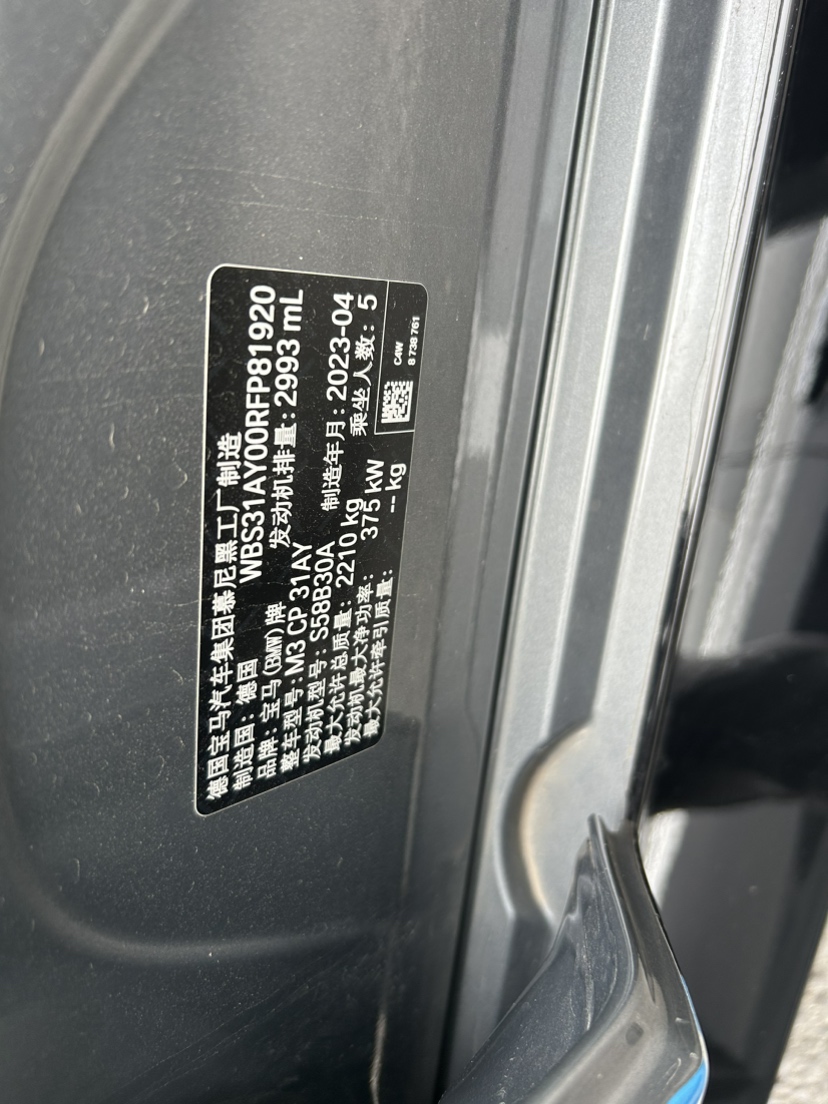 德国宝马汽车集团慕尼黑工厂制造
制造国：德国 WBS31AY00RFP81920
品牌：宝马(BMW)牌 发动机排量：2993 mL
整车型号：M3 CP 31AY
发动机型号：S58B30A 制造年月：2023-04
最大允许总质量：2210 kg 乘坐人数：5
发动机最大净功率：375 kW
最大允许牵引质量：-- kg
C4W
8 738 761